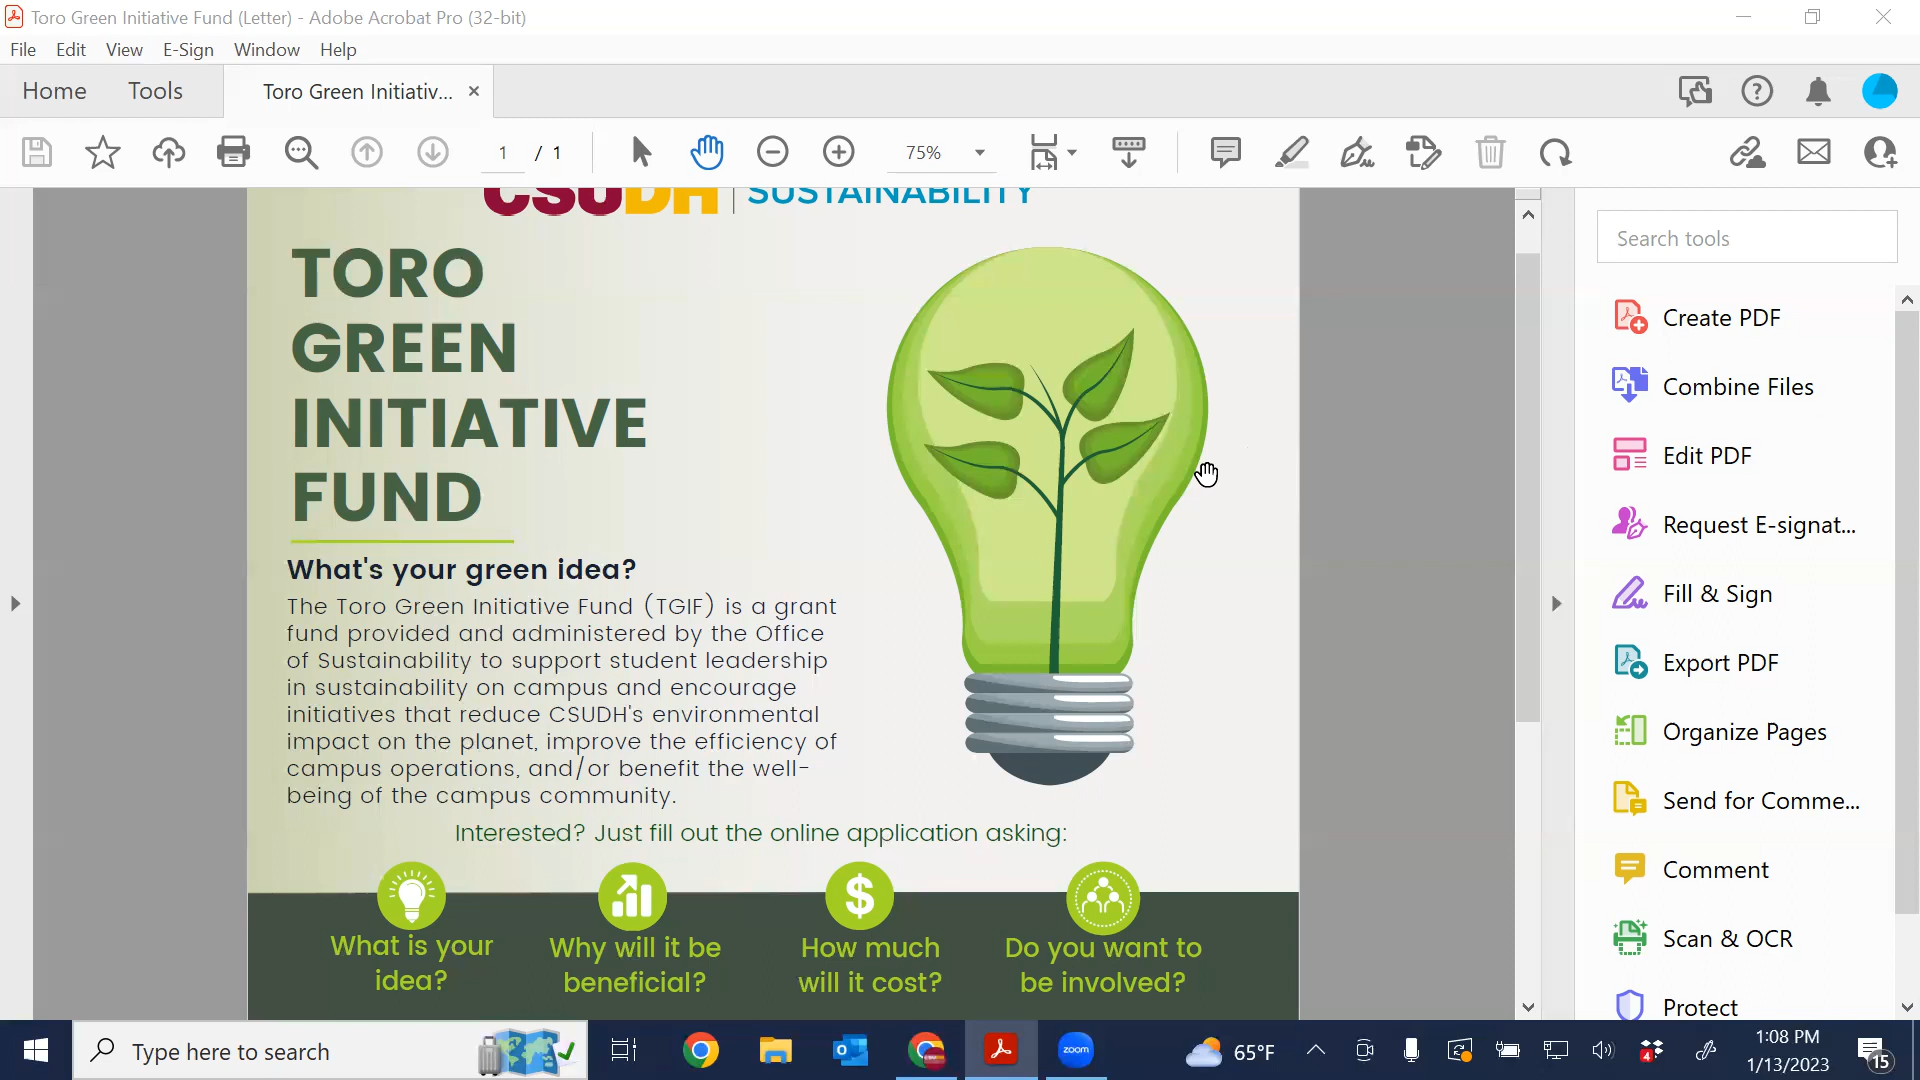 Toro Green Initiative Fund (Letter) - Adobe Acrobat Pro (32-bit)
File Edit View E-Sign Window Help
Home Tools Toro Green Initiativ...
1 / 1 75%
CSUDH | SUSTAINABILITY
TORO
GREEN
INITIATIVE
FUND
What's your green idea?
The Toro Green Initiative Fund (TGIF) is a grant
fund provided and administered by the Office
of Sustainability to support student leadership
in sustainability on campus and encourage
initiatives that reduce CSUDH's environmental
impact on the planet, improve the efficiency of
campus operations, and/or benefit the well-
being of the campus community.
Interested? Just fill out the online application asking:
What is your
idea?
Why will it be
beneficial?
How much
will it cost?
Do you want to
be involved?
Search tools
Create PDF
Combine Files
Edit PDF
Request E-signat...
Fill & Sign
Export PDF
Organize Pages
Send for Comme...
Comment
Scan & OCR
Protect
Type here to search
zoom
65°F
4
1:08 PM
1/13/2023
15